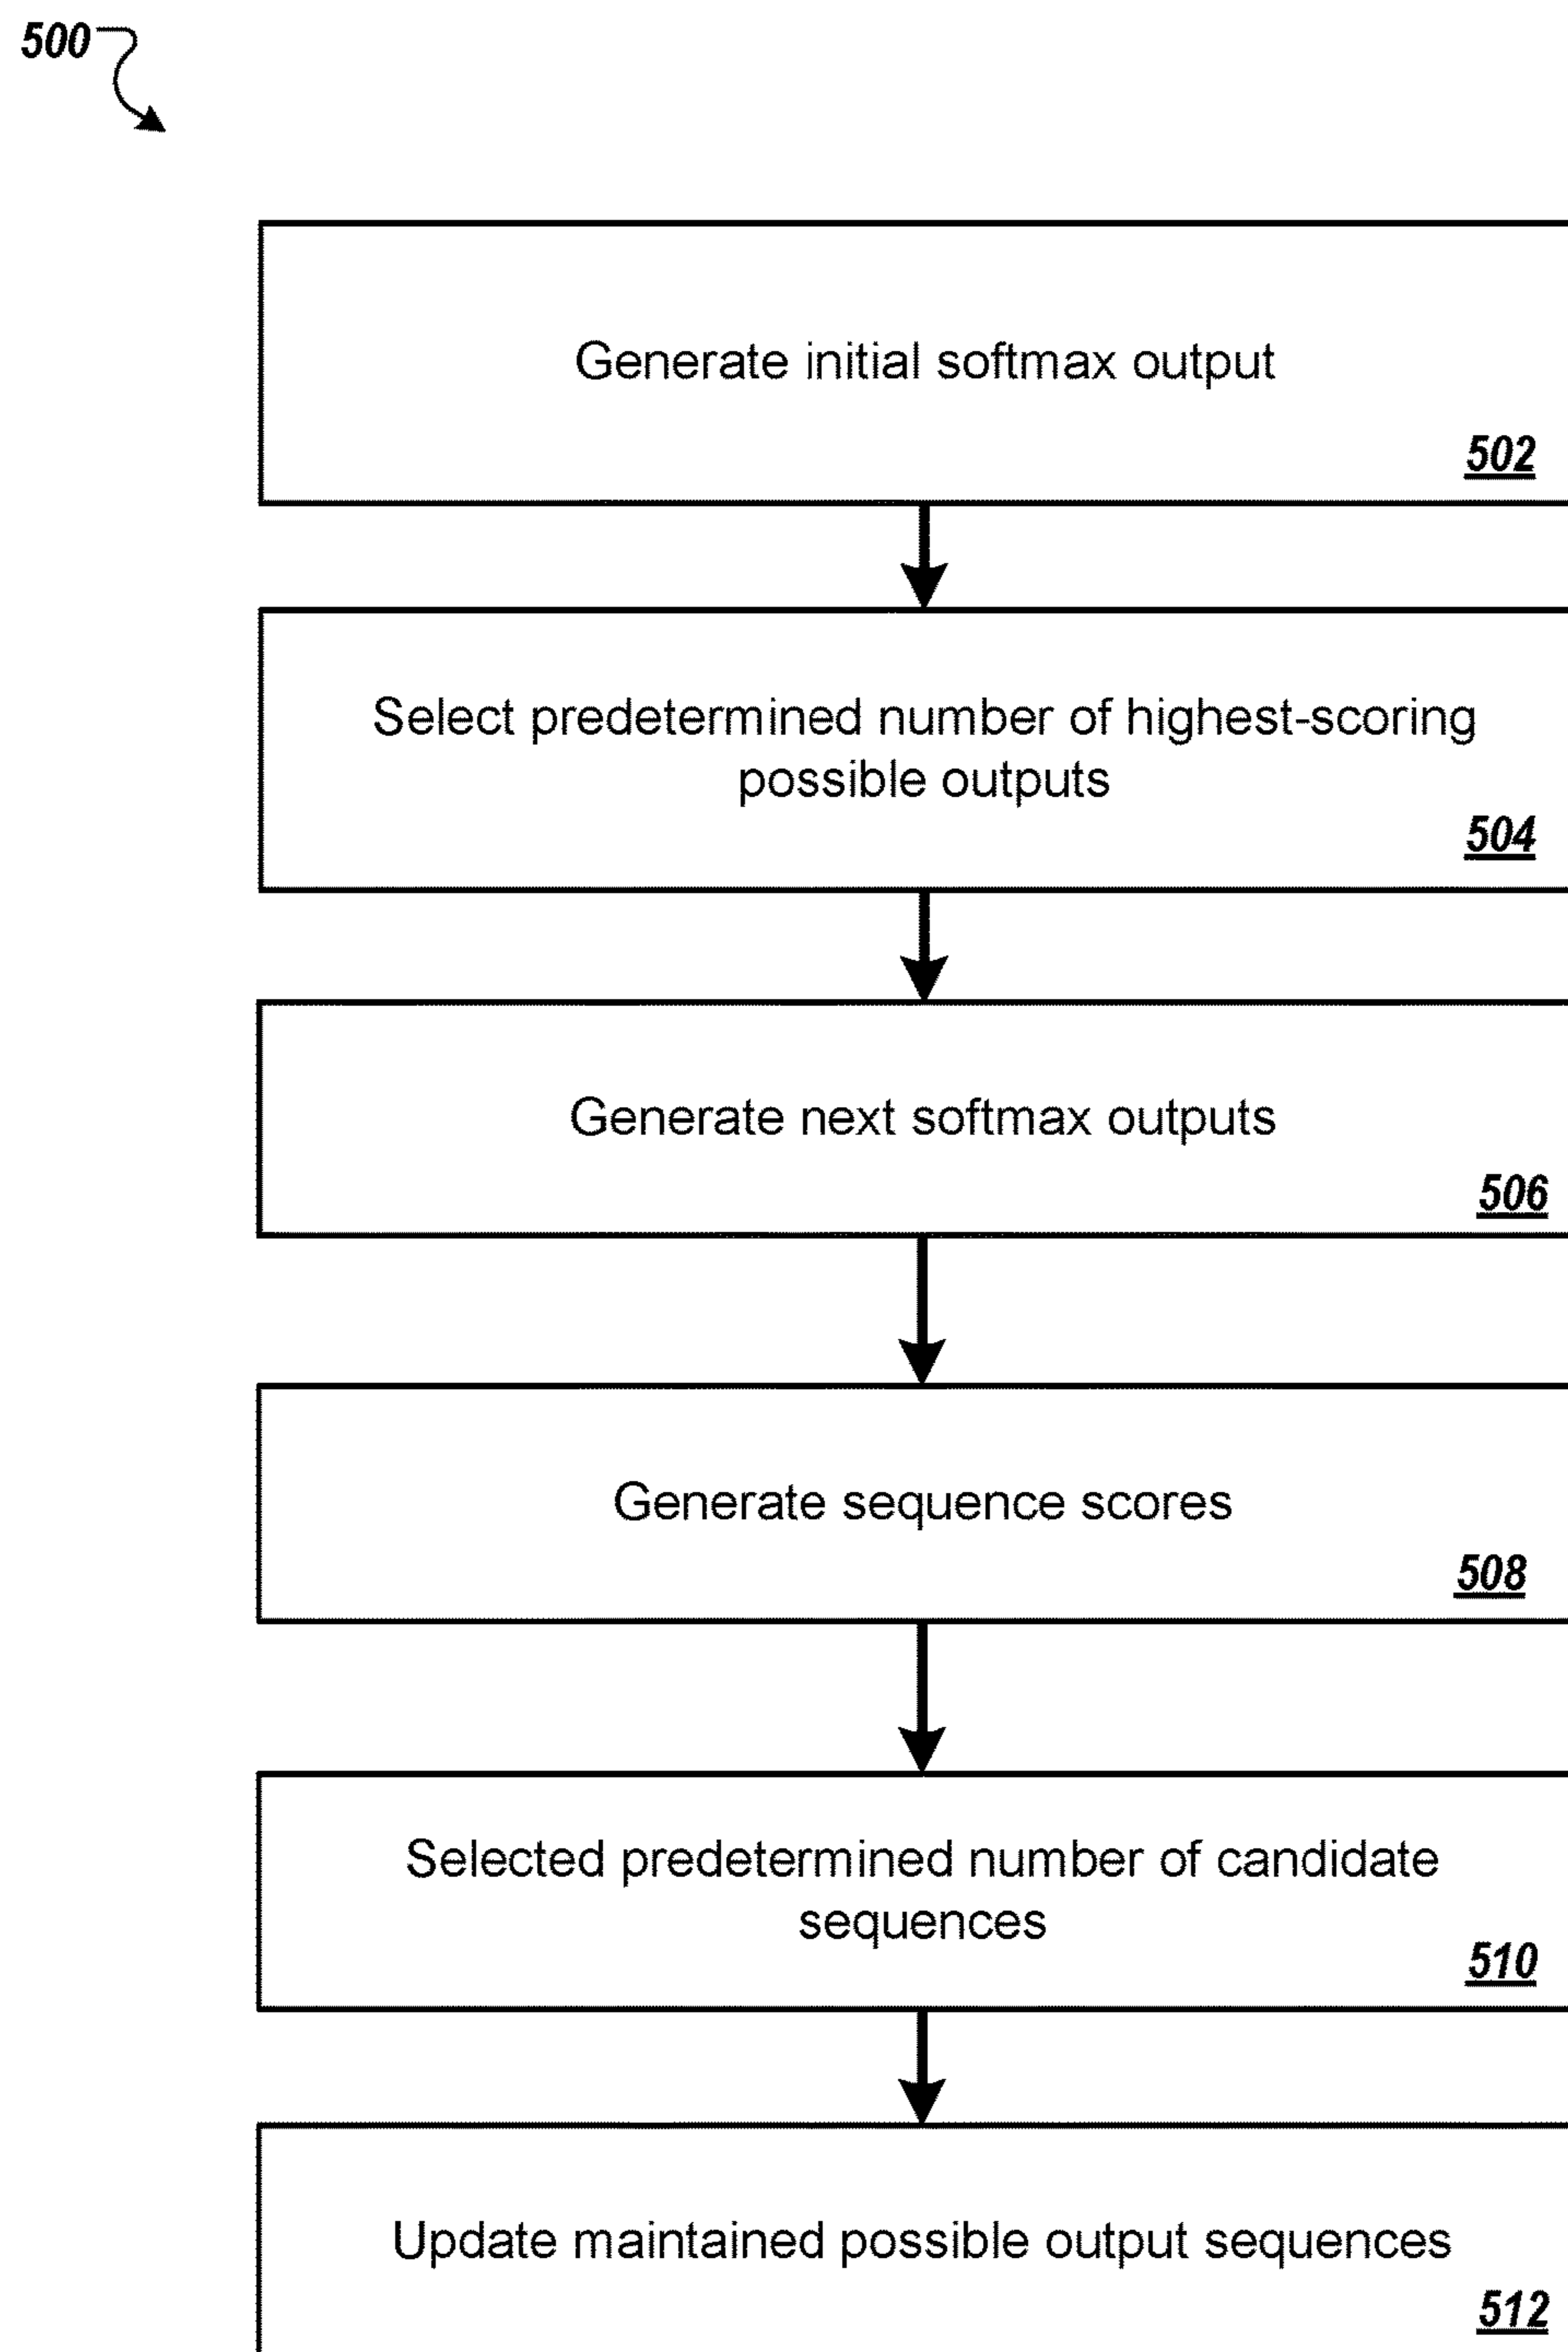 500
Generate initial softmax output
502
Select predetermined number of highest-scoring
possible outputs
504
Generate next softmax outputs
506
Generate sequence scores
508
Selected predetermined number of candidate
sequences
510
Update maintained possible output sequences
512